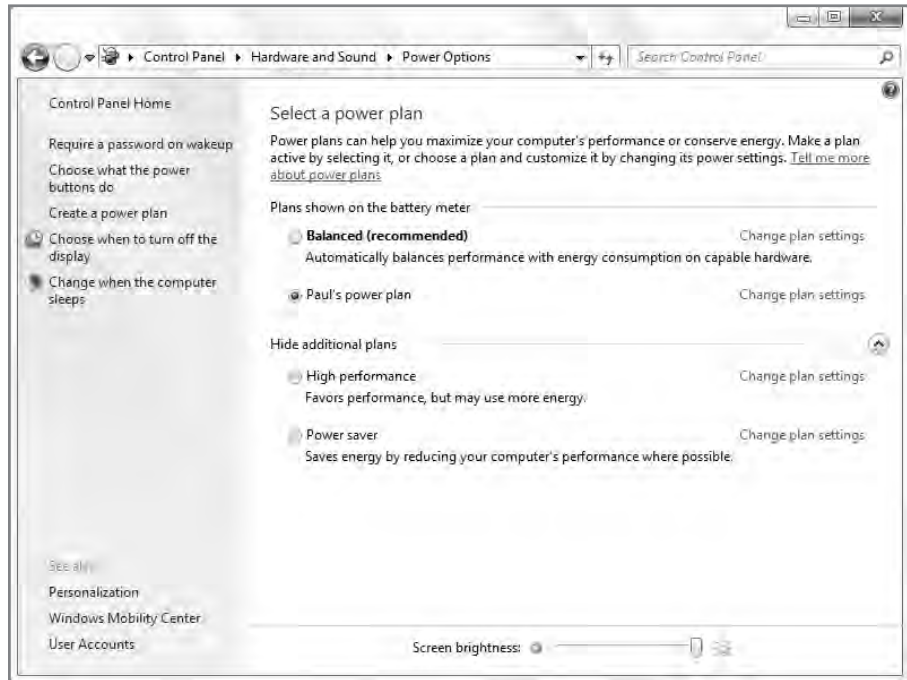 Control Panel ▸ Hardware and Sound ▸ Power Options
Search Control Panel
Control Panel Home
Require a password on wakeup
Choose what the power
buttons do
Create a power plan
Choose when to turn off the
display
Change when the computer
sleeps
See also
Personalization
Windows Mobility Center
User Accounts
Select a power plan
Power plans can help you maximize your computer's performance or conserve energy. Make a plan
active by selecting it, or choose a plan and customize it by changing its power settings. Tell me more
about power plans
Plans shown on the battery meter
Balanced (recommended) Change plan settings
Automatically balances performance with energy consumption on capable hardware.
Paul's power plan Change plan settings
Hide additional plans
High performance Change plan settings
Favors performance, but may use more energy.
Power saver Change plan settings
Saves energy by reducing your computer's performance where possible.
Screen brightness: